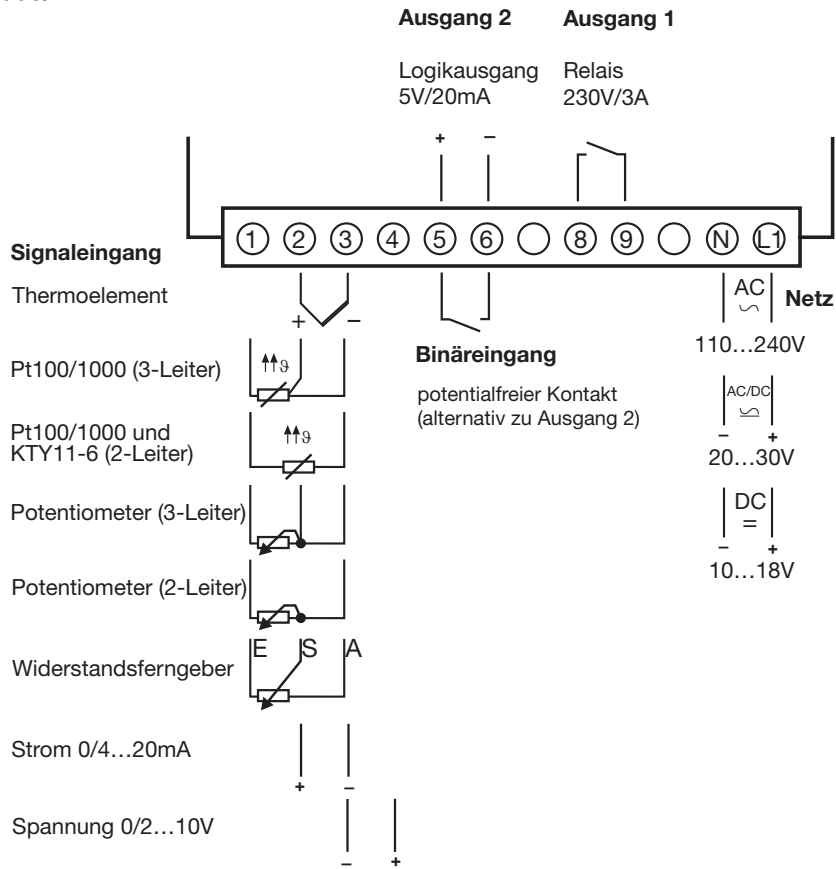 Ausgang 2 Ausgang 1
Logikausgang Relais
5V/20mA 230V/3A
+ –
1 2 3 4 5 6 8 9 N L1
Signaleingang
Thermoelement
+ –
Pt100/1000 (3-Leiter)
ϑ
Pt100/1000 und
KTY11-6 (2-Leiter)
ϑ
Potentiometer (3-Leiter)
Potentiometer (2-Leiter)
E S A
Widerstandsferngeber
Strom 0/4…20mA
+ –
Spannung 0/2…10V
– +
Binäreingang
potentialfreier Kontakt
(alternativ zu Ausgang 2)
AC Netz
110…240V
AC/DC
– +
20…30V
DC
=
– +
10…18V